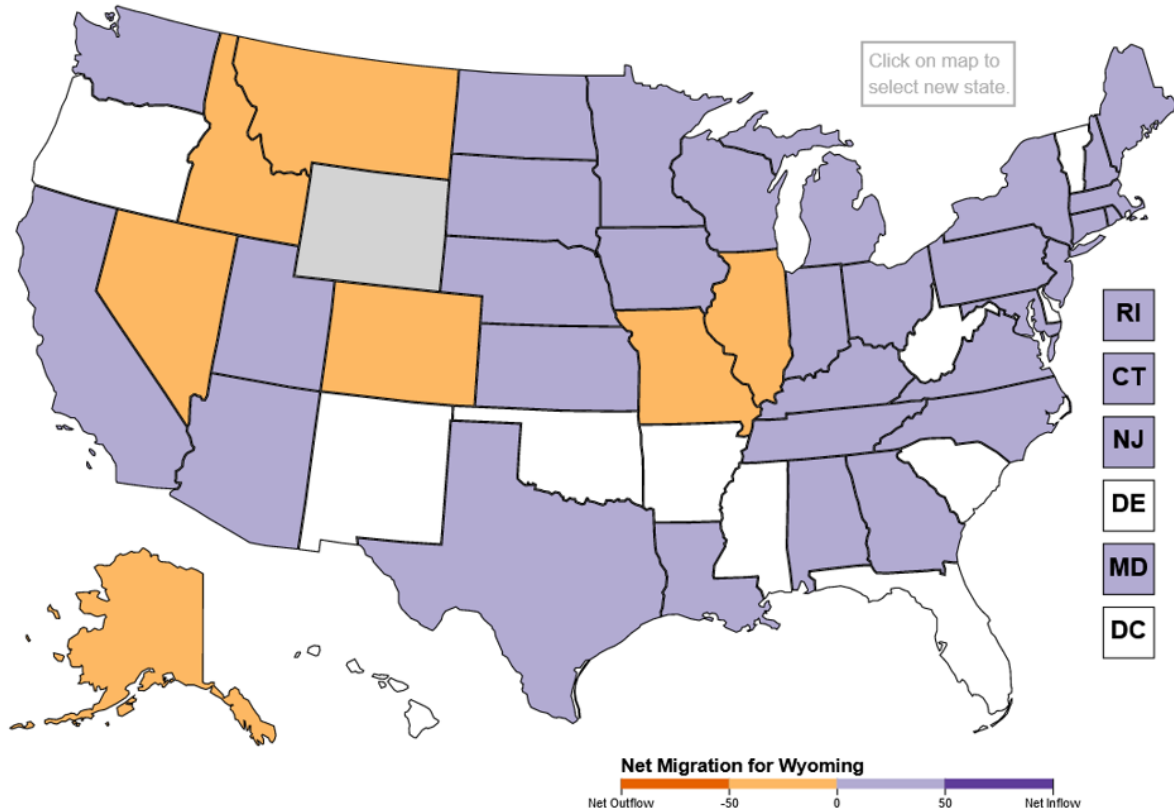 Click on map to
select new state.
RI
CT
NJ
DE
MD
DC
Net Migration for Wyoming
Net Outflow -50 0 50 Net Inflow